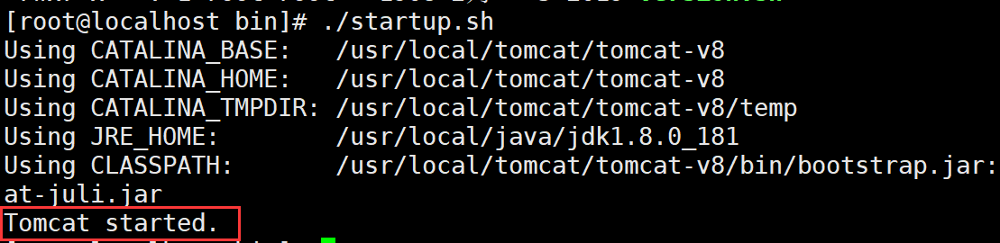 [root@localhost bin]# ./startup.sh
Using CATALINA_BASE:   /usr/local/tomcat/tomcat-v8
Using CATALINA_HOME:   /usr/local/tomcat/tomcat-v8
Using CATALINA_TMPDIR: /usr/local/tomcat/tomcat-v8/temp
Using JRE_HOME:        /usr/local/java/jdk1.8.0_181
Using CLASSPATH:       /usr/local/tomcat/tomcat-v8/bin/bootstrap.jar:
at-juli.jar
Tomcat started.